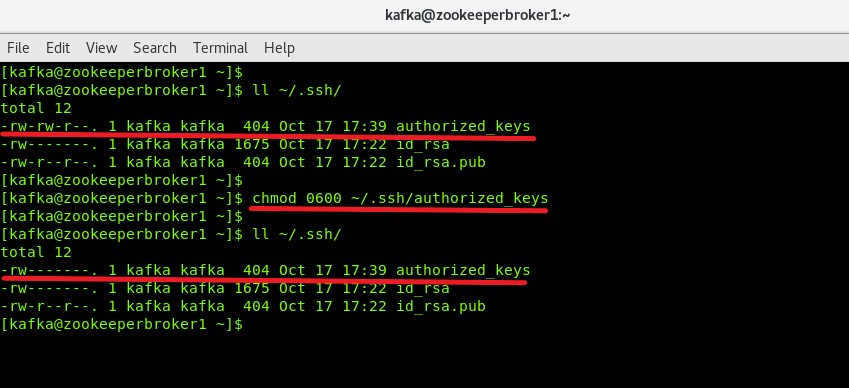 kafka@zookeeperbroker1:~
File Edit View Search Terminal Help
[kafka@zookeeperbroker1 ~]$
[kafka@zookeeperbroker1 ~]$ ll ~/.ssh/
total 12
-rw-rw-r--. 1 kafka kafka  404 Oct 17 17:39 authorized_keys
-rw-------. 1 kafka kafka 1675 Oct 17 17:22 id_rsa
-rw-r--r--. 1 kafka kafka  404 Oct 17 17:22 id_rsa.pub
[kafka@zookeeperbroker1 ~]$
[kafka@zookeeperbroker1 ~]$ chmod 0600 ~/.ssh/authorized_keys
[kafka@zookeeperbroker1 ~]$
[kafka@zookeeperbroker1 ~]$ ll ~/.ssh/
total 12
-rw-------. 1 kafka kafka  404 Oct 17 17:39 authorized_keys
-rw-------. 1 kafka kafka 1675 Oct 17 17:22 id_rsa
-rw-r--r--. 1 kafka kafka  404 Oct 17 17:22 id_rsa.pub
[kafka@zookeeperbroker1 ~]$